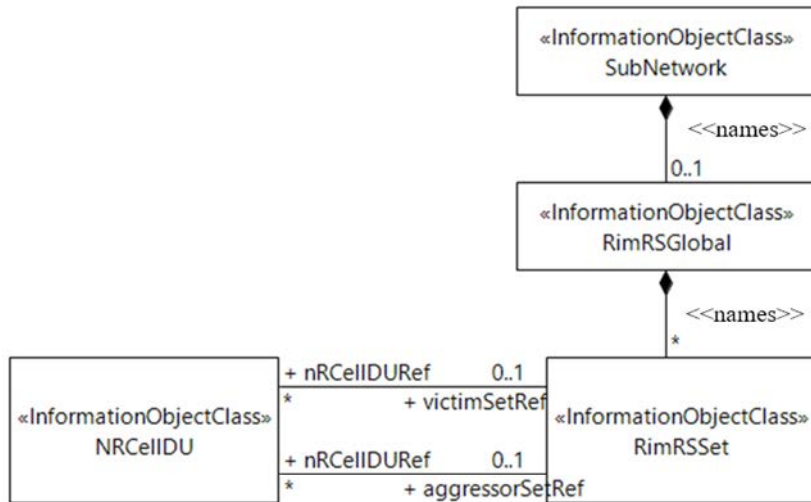 «InformationObjectClass»
SubNetwork
<<names>>
0..1
«InformationObjectClass»
RimRSGlobal
<<names>>
*
«InformationObjectClass»
NRCellDU
+ nRCellDURef 0..1
* + victimSetRef
+ nRCellDURef 0..1
* + aggressorSetRef
«InformationObjectClass»
RimRSSet